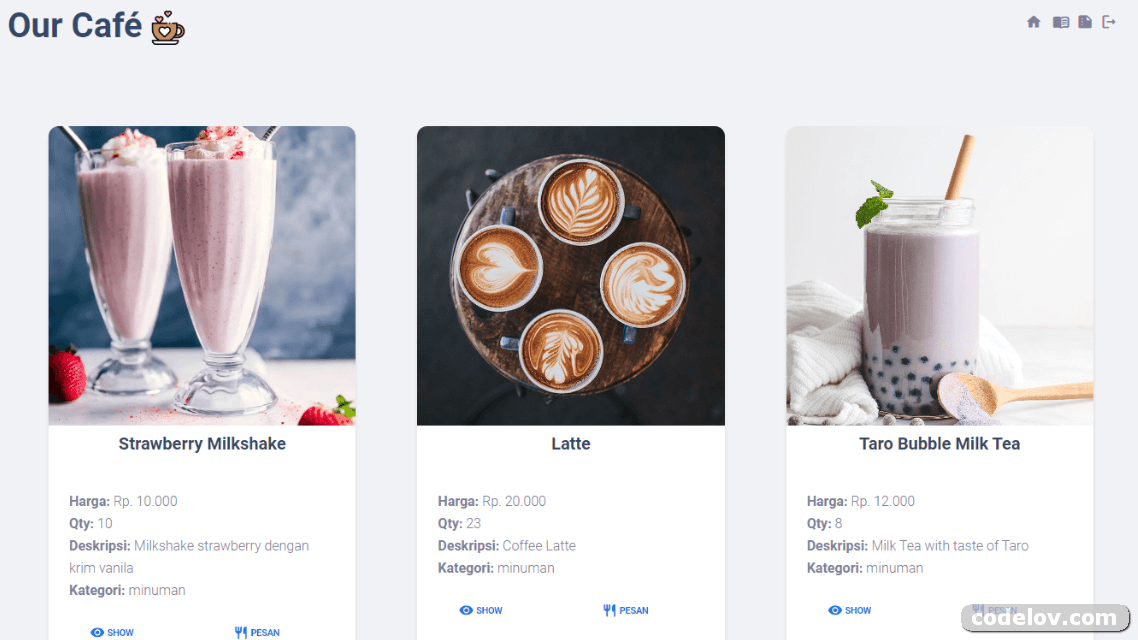 Our Café
Strawberry Milkshake
Harga: Rp. 10.000
Qty: 10
Deskripsi: Milkshake strawberry dengan
krim vanila
Kategori: minuman
SHOW
PESAN
Latte
Harga: Rp. 20.000
Qty: 23
Deskripsi: Coffee Latte
Kategori: minuman
SHOW
PESAN
Taro Bubble Milk Tea
Harga: Rp. 12.000
Qty: 8
Deskripsi: Milk Tea with taste of Taro
Kategori: minuman
SHOW
PESAN
codelov.com